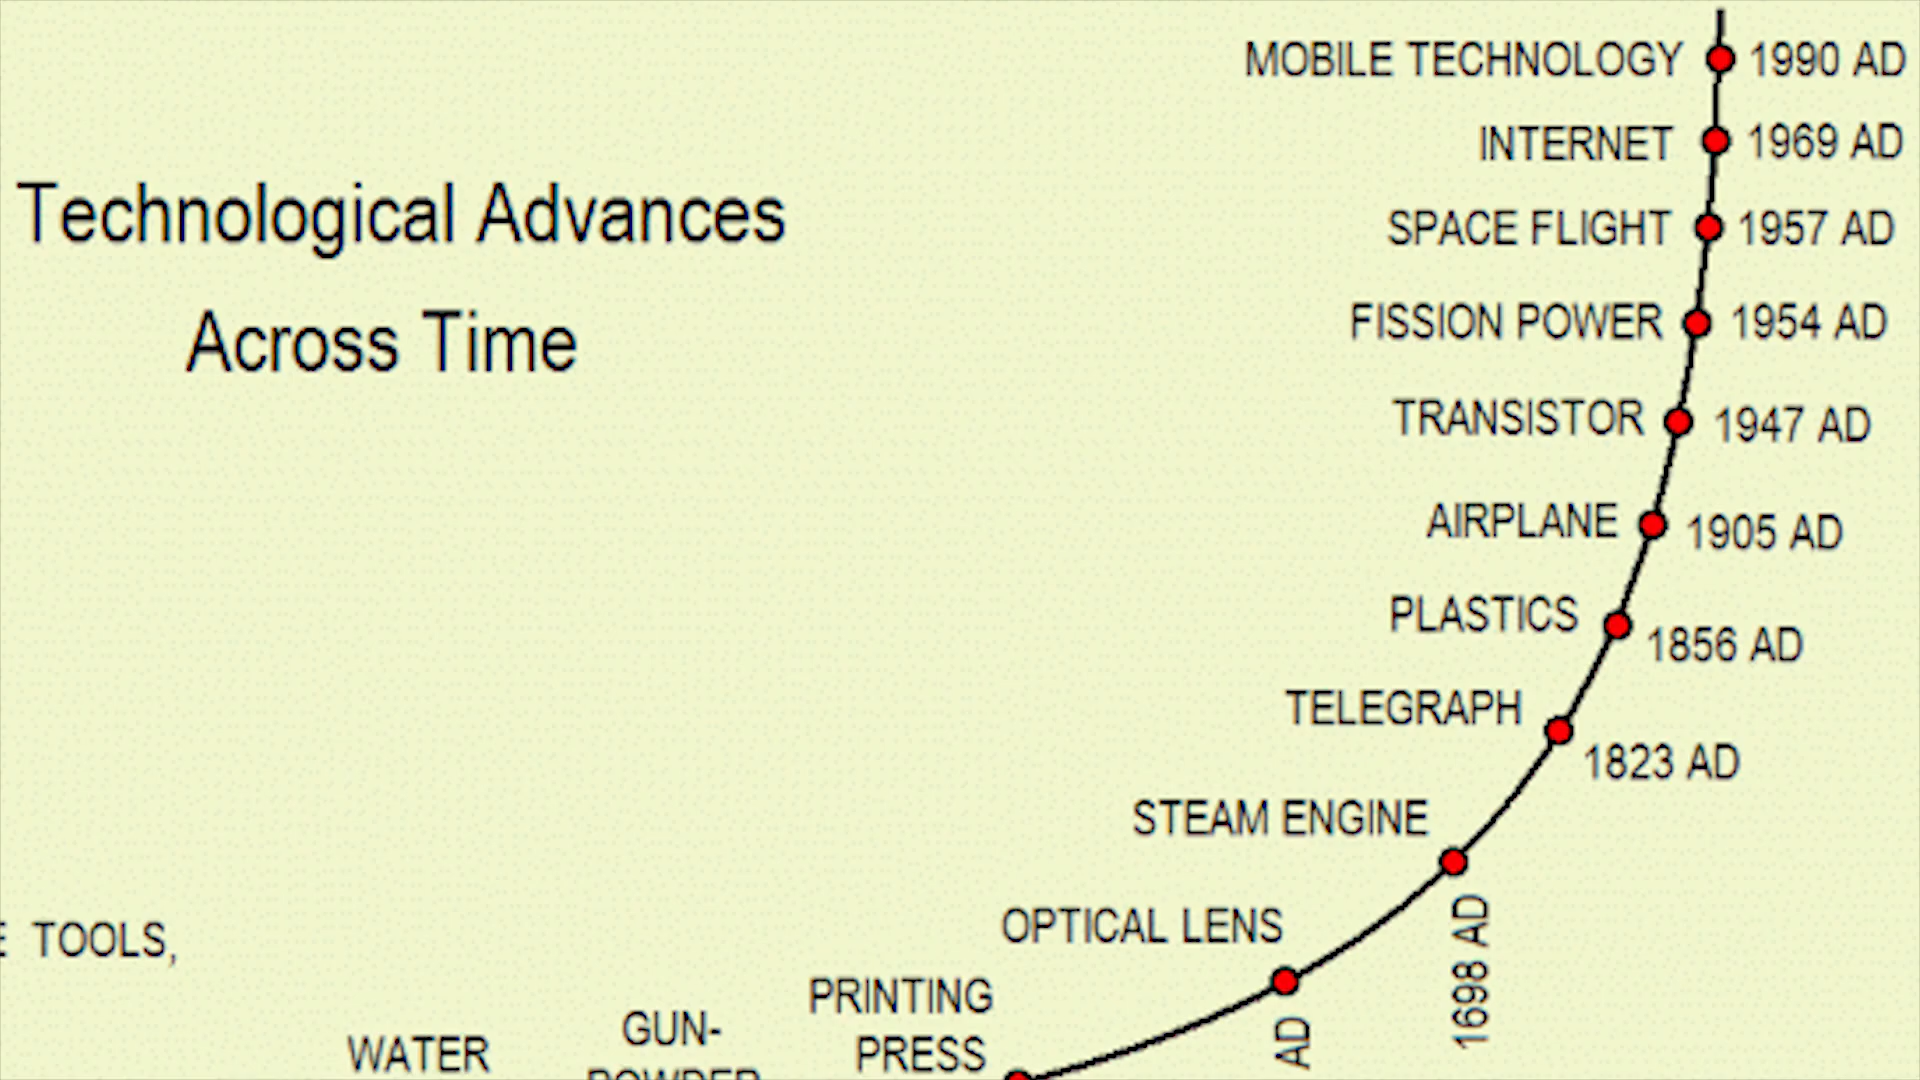 MOBILE TECHNOLOGY 1990 AD
INTERNET 1969 AD
Technological Advances
SPACE FLIGHT 1957 AD
Across Time
FISSION POWER 1954 AD
TRANSISTOR 1947 AD
AIRPLANE 1905 AD
PLASTICS 1856 AD
TELEGRAPH
1823 AD
STEAM ENGINE
1698 AD
OPTICAL LENS
AD
TOOLS,
PRINTING
PRESS
GUN-
POWDER
WATER